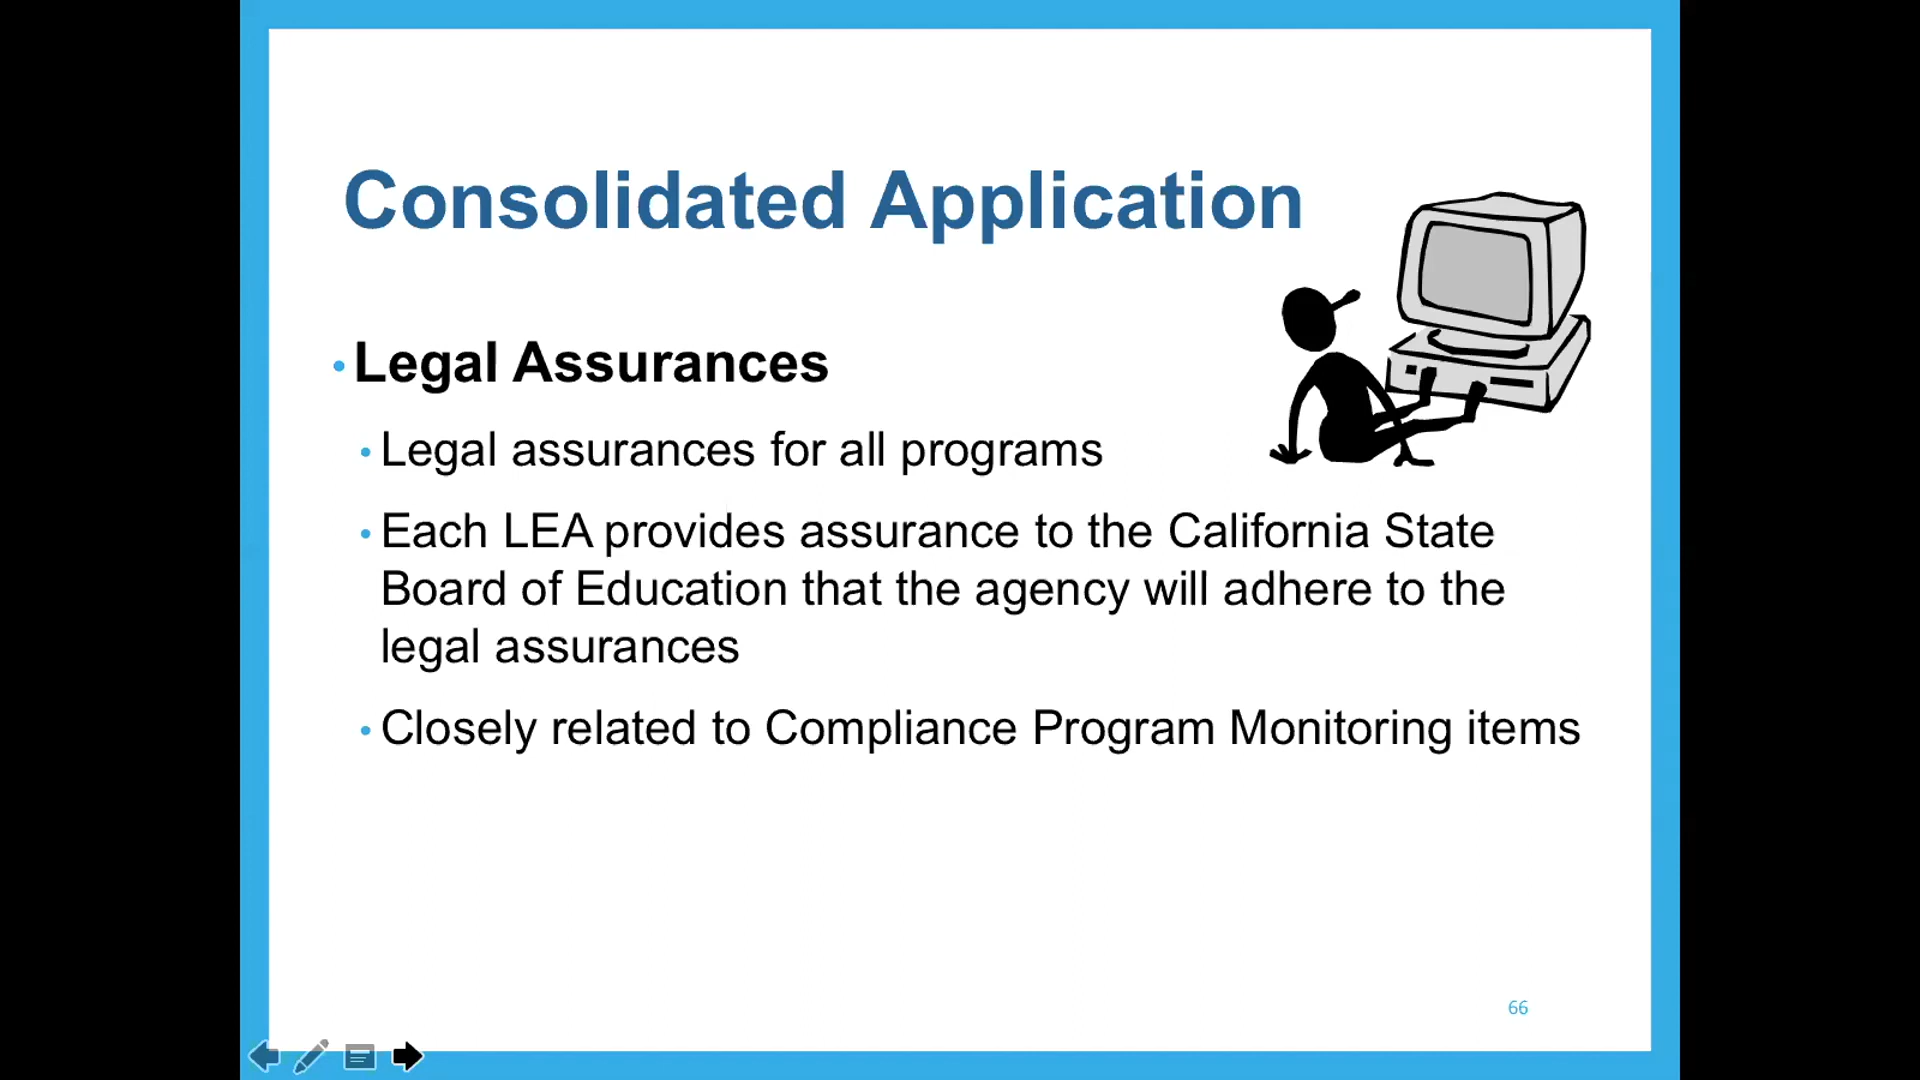 Consolidated Application
• Legal Assurances
• Legal assurances for all programs
• Each LEA provides assurance to the California State
Board of Education that the agency will adhere to the
legal assurances
• Closely related to Compliance Program Monitoring items
66